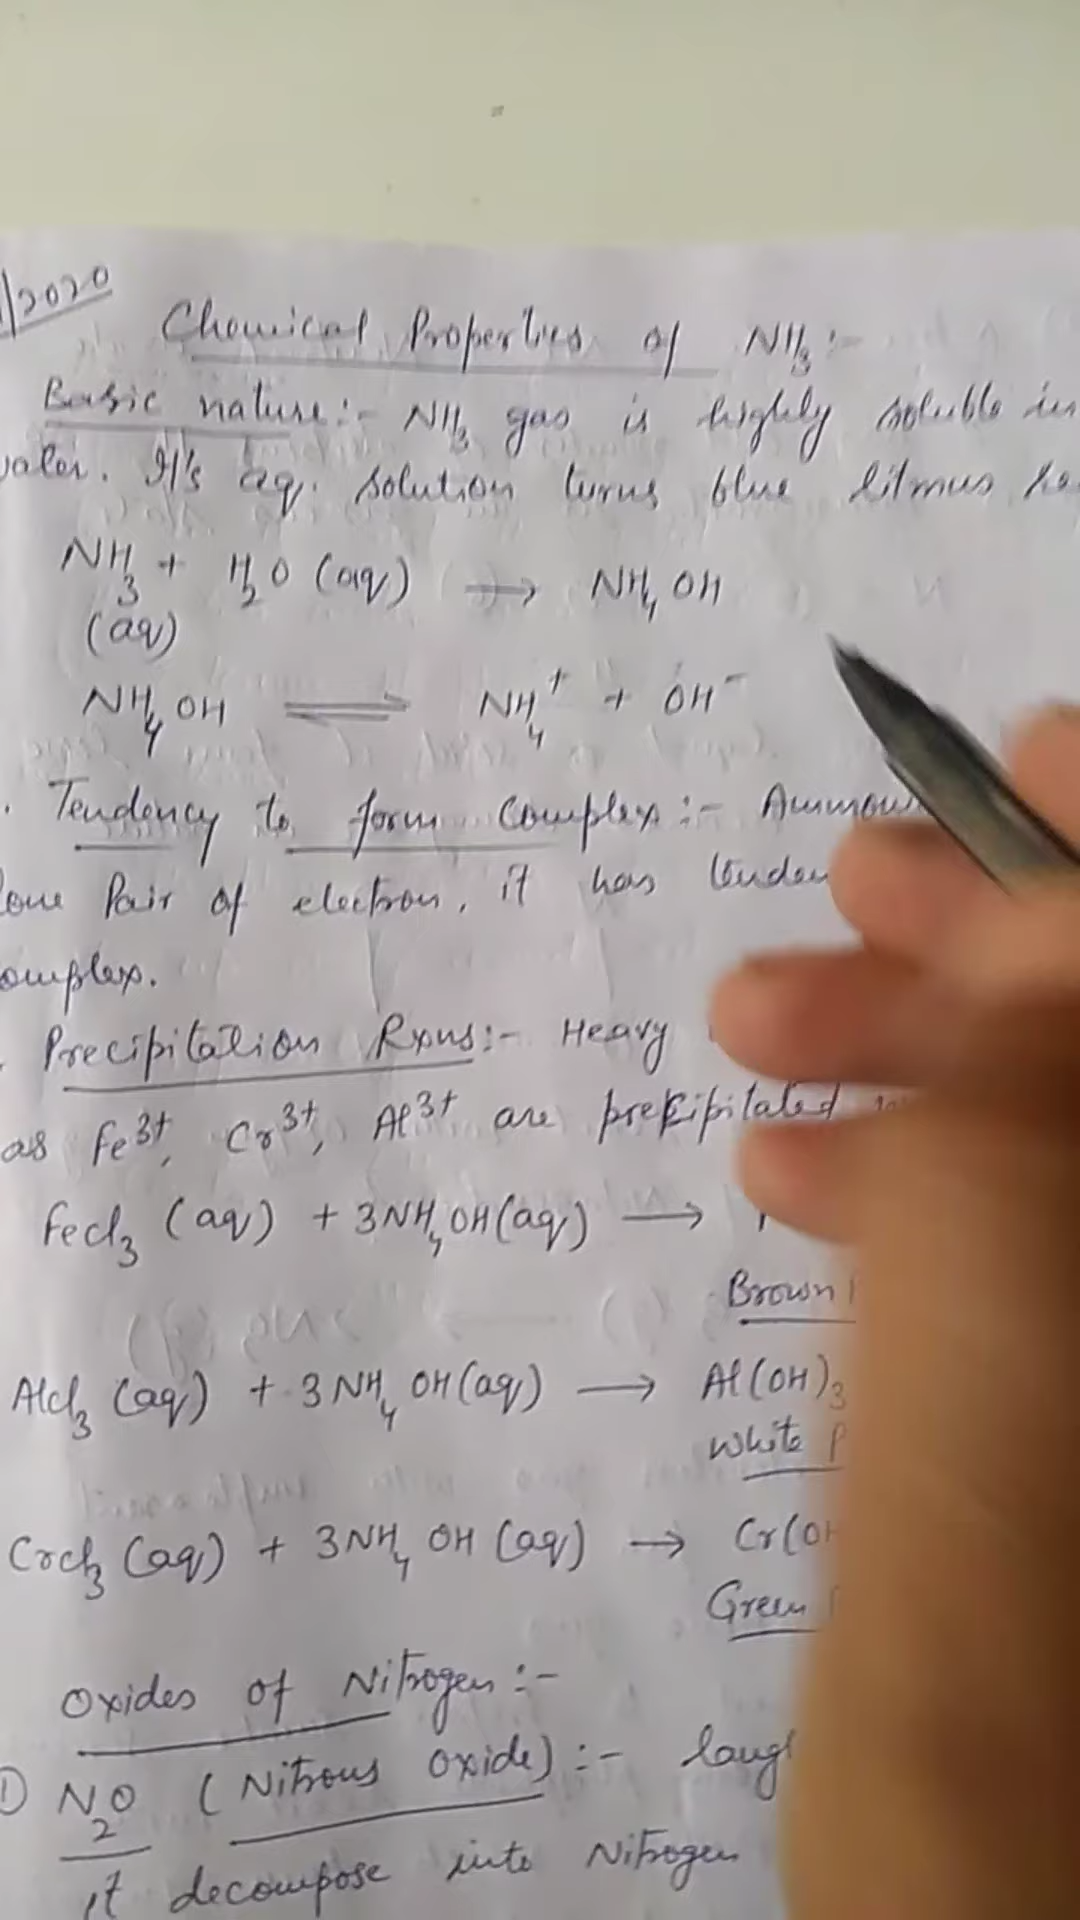 /2020
Chemical Properties of NH3:-
Basic nature:- NH3 gas is highly soluble in
water. It's aq. solution turns blue litmus
NH3 + H2O (aq) → NH4OH
(aq)
NH4OH ⇌ NH4+ + OH-
. Tendency to form Complex:-
lone Pair of electron, it has
complex.
. Precipitation Rxns:- Heavy
as Fe3+, Cr3+, Al3+ are precipitated
FeCl3 (aq) + 3NH4OH(aq) →
Brown
AlCl3 (aq) + 3NH4OH(aq) → Al(OH)3
White
CrCl3 (aq) + 3NH4OH (aq) → Cr(OH
Green
Oxides of Nitrogen:-
① N2O (Nitrous Oxide):- laug
it decompose into Nitrogen